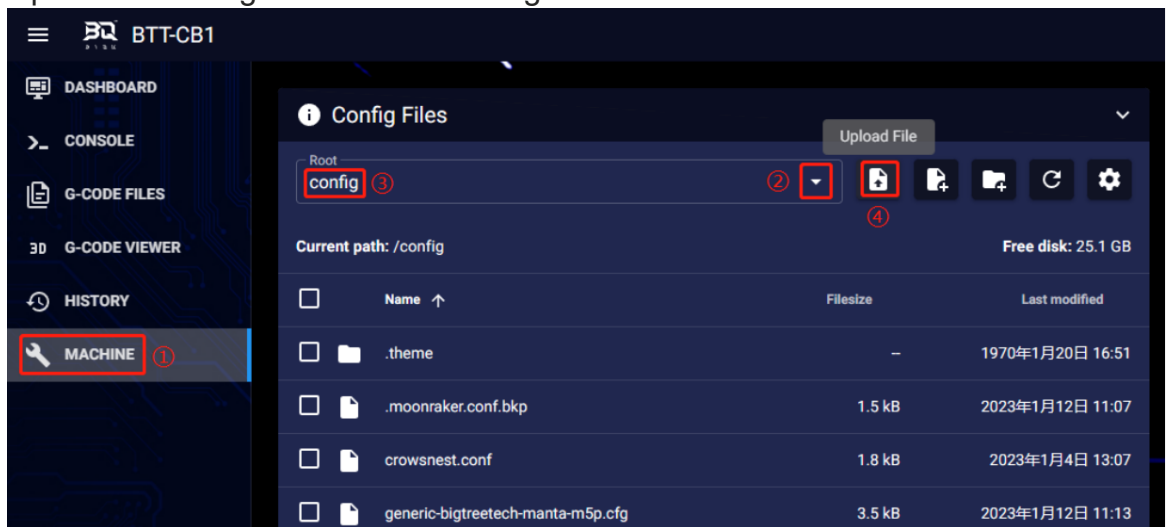 BQ BTT-CB1
DASHBOARD
CONSOLE
G-CODE FILES
3D G-CODE VIEWER
HISTORY
MACHINE ①
Config Files
Upload File
Root
config ③ ② ④
Current path: /config Free disk: 25.1 GB
Name ↑ Filesize Last modified
.theme -- 1970年1月20日 16:51
.moonraker.conf.bkp 1.5 kB 2023年1月12日 11:07
crowsnest.conf 1.8 kB 2023年1月4日 13:07
generic-bigtreetech-manta-m5p.cfg 3.5 kB 2023年1月12日 11:13